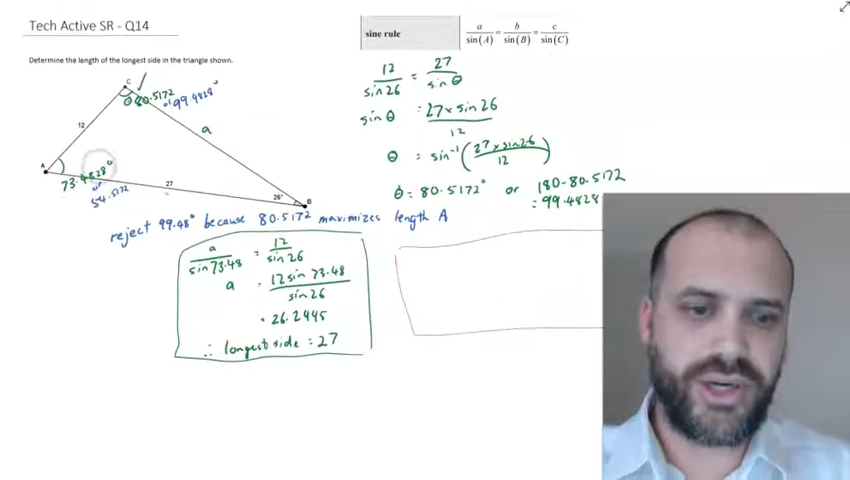 Tech Active SR - Q14
sine rule
a/sin(A) = b/sin(B) = c/sin(C)
Determine the length of the longest side in the triangle shown.
C
θ 80.5172° or 99.4828°
12
a
A
73.4828°
or
54.5172
27
26°
B
12/sin 26 = 27/sin θ
sin θ = 27 × sin 26/12
θ = sin⁻¹(27 × sin 26/12)
θ = 80.5172° or 180-80.5172
= 99.4828
reject 99.48° because 80.5172 maximizes length A
a/sin 73.48 = 12/sin 26
a = 12 sin 73.48/sin 26
= 26.2445
∴ longest side = 27